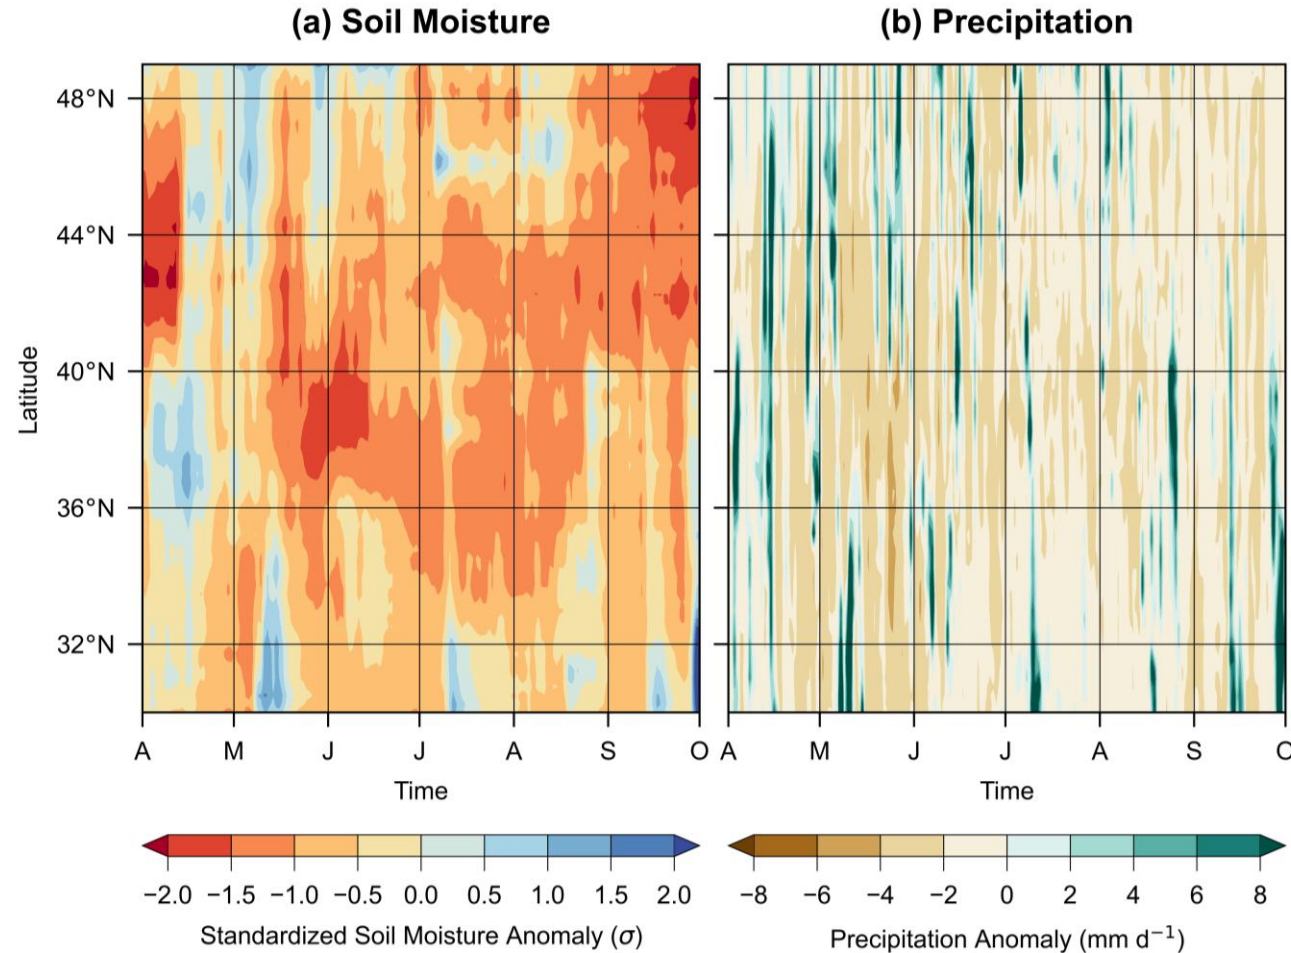 (a) Soil Moisture
(b) Precipitation
48°N
44°N
40°N
36°N
32°N
Latitude
A M J J A S O
A M J J A S O
Time
Time
−2.0 −1.5 −1.0 −0.5 0.0 0.5 1.0 1.5 2.0
−8 −6 −4 −2 0 2 4 6 8
Standardized Soil Moisture Anomaly (σ)
Precipitation Anomaly (mm d⁻¹)